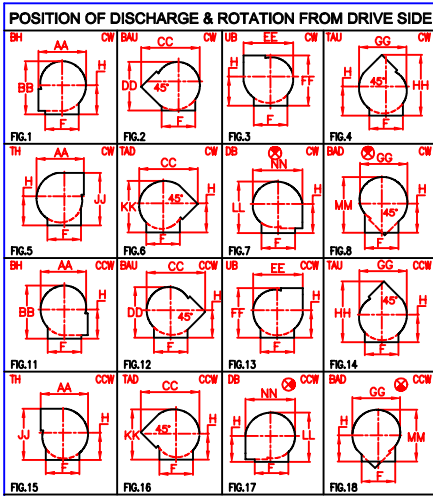 POSITION OF DISCHARGE & ROTATION FROM DRIVE SIDE
BH CW
AA
H
BB
F
FIG.1
BAU CW
CC
H
DD
45°
F
FIG.2
UB CW
EE
FF
H
F
FIG.3
TAU CW
GG
45°
H
HH
F
FIG.4
TH CW
AA
H
JJ
F
FIG.5
TAD CW
CC
KK
45°
H
F
FIG.6
DB CW
NN
LL
H
F
FIG.7
BAD CW
GG
H
MM
45°
F
FIG.8
BH CCW
AA
BB
H
F
FIG.11
BAU CCW
CC
DD
H
45°
F
FIG.12
UB CCW
EE
FF
H
F
FIG.13
TAU CCW
GG
HH
45°
H
F
FIG.14
TH CCW
AA
JJ
H
F
FIG.15
TAD CCW
CC
KK
45°
H
F
FIG.16
DB CCW
NN
H
LL
F
FIG.17
BAD CCW
GG
H
MM
45°
F
FIG.18